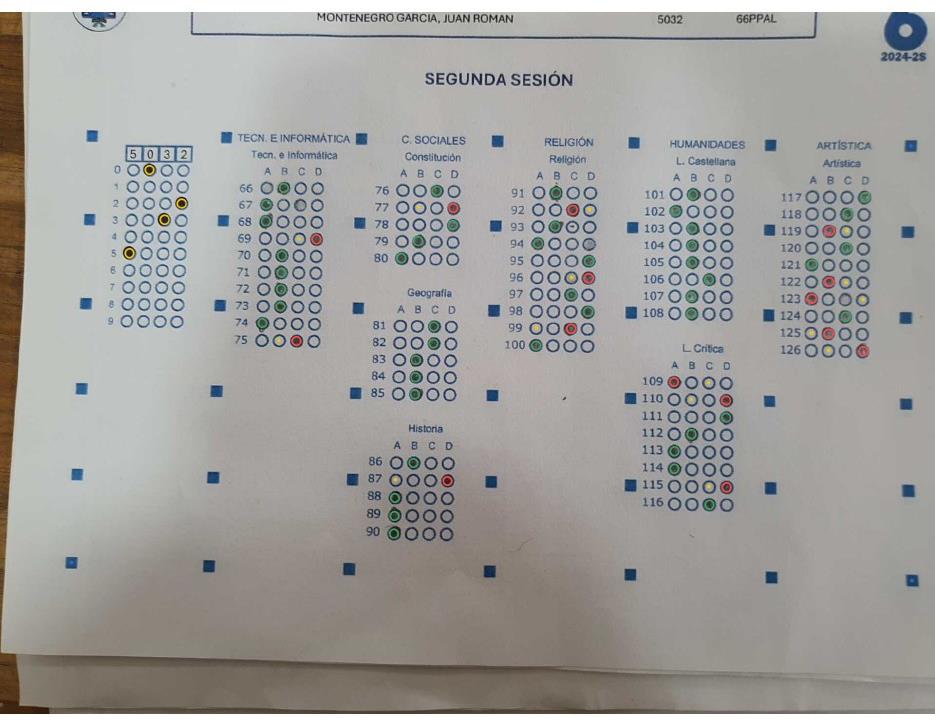 MONTENEGRO GARCIA, JUAN ROMAN 5032 66PPAL
6
2024-2S
SEGUNDA SESIÓN
5 0 3 2
0
1
2
3
4
5
6
7
8
9
TECN. E INFORMÁTICA
Tecn. e Informática
A B C D
66
67
68
69
70
71
72
73
74
75
C. SOCIALES
Constitución
A B C D
76
77
78
79
80
Geografía
A B C D
81
82
83
84
85
Historia
A B C D
86
87
88
89
90
RELIGIÓN
Religión
A B C D
91
92
93
94
95
96
97
98
99
100
HUMANIDADES
L. Castellana
A B C D
101
102
103
104
105
106
107
108
L. Crítica
A B C D
109
110
111
112
113
114
115
116
ARTÍSTICA
Artística
A B C D
117
118
119
120
121
122
123
124
125
126